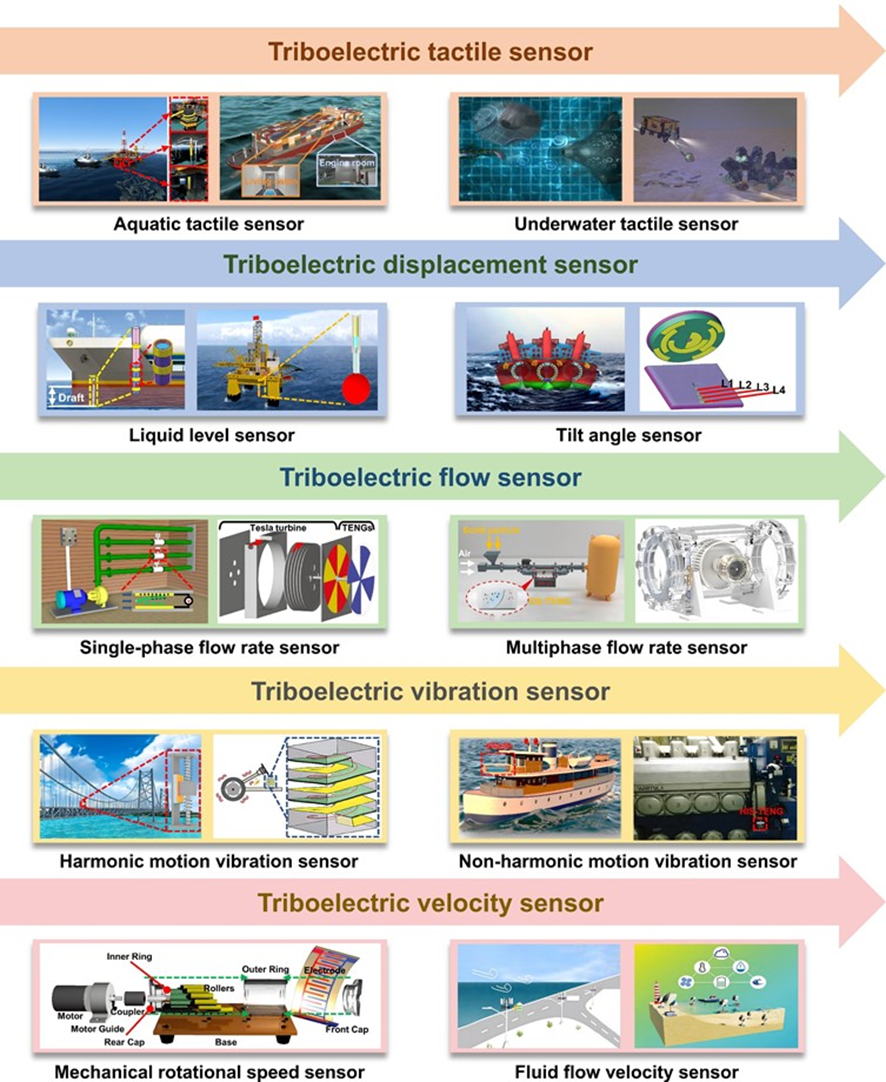 Triboelectric tactile sensor
Engine room
Aquatic tactile sensor
Underwater tactile sensor
Triboelectric displacement sensor
Draft
L1 L2 L3 L4
Liquid level sensor
Tilt angle sensor
Triboelectric flow sensor
Tesla turbine
TENGs
Air
Single-phase flow rate sensor
Multiphase flow rate sensor
Triboelectric vibration sensor
Harmonic motion vibration sensor
Non-harmonic motion vibration sensor
Triboelectric velocity sensor
Inner Ring
Outer Ring
Electrode
Rollers
Motor
Coupler
Motor Guide
Rear Cap
Base
Front Cap
Mechanical rotational speed sensor
Fluid flow velocity sensor